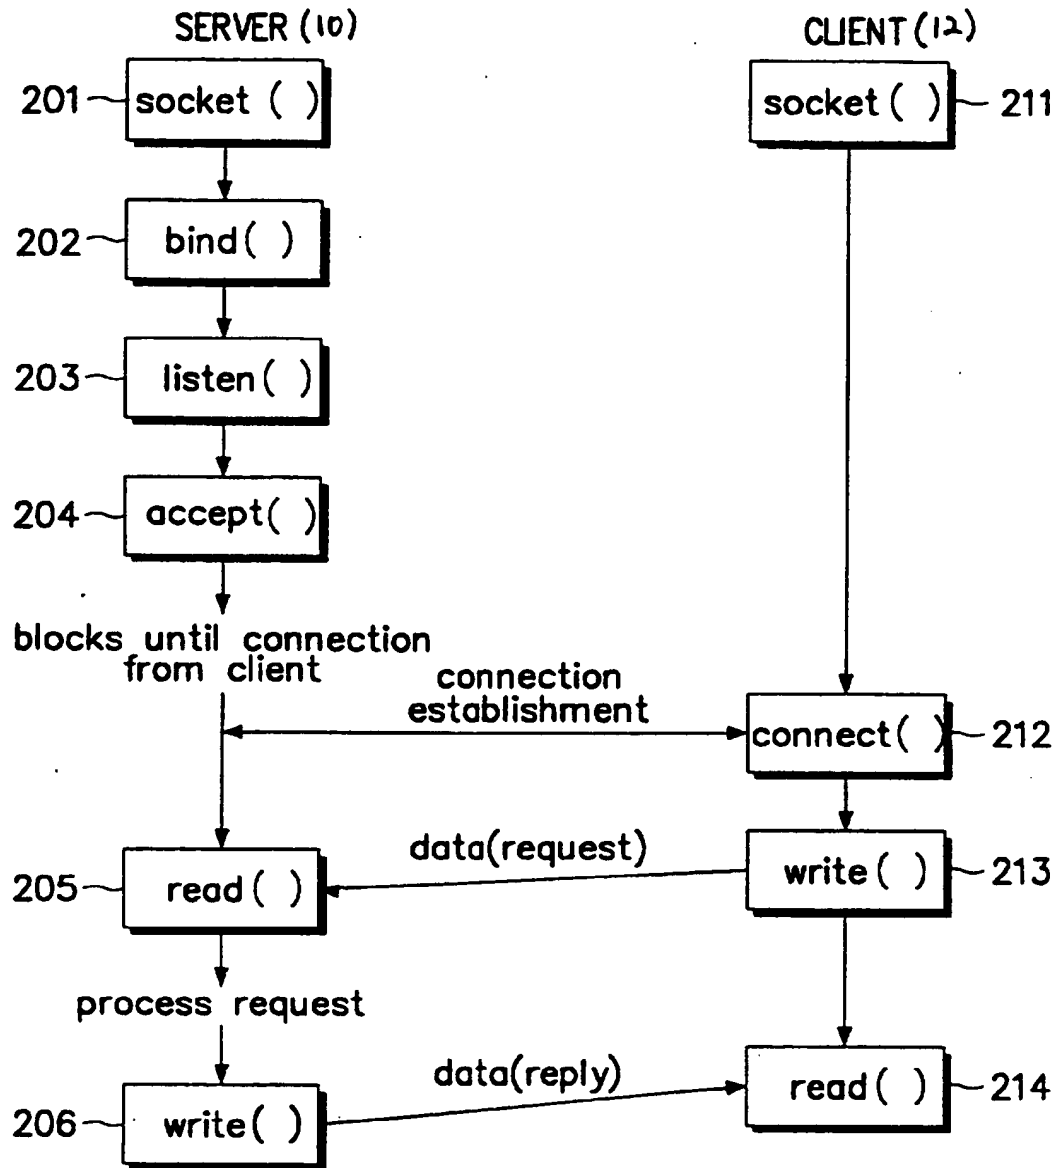 SERVER (10)
CLIENT (12)
201
socket ( )
socket ( )
211
202
bind ( )
203
listen ( )
204
accept ( )
blocks until connection
from client
connection
establishment
connect ( )
212
data(request)
205
read ( )
write ( )
213
process request
data(reply)
read ( )
214
206
write ( )